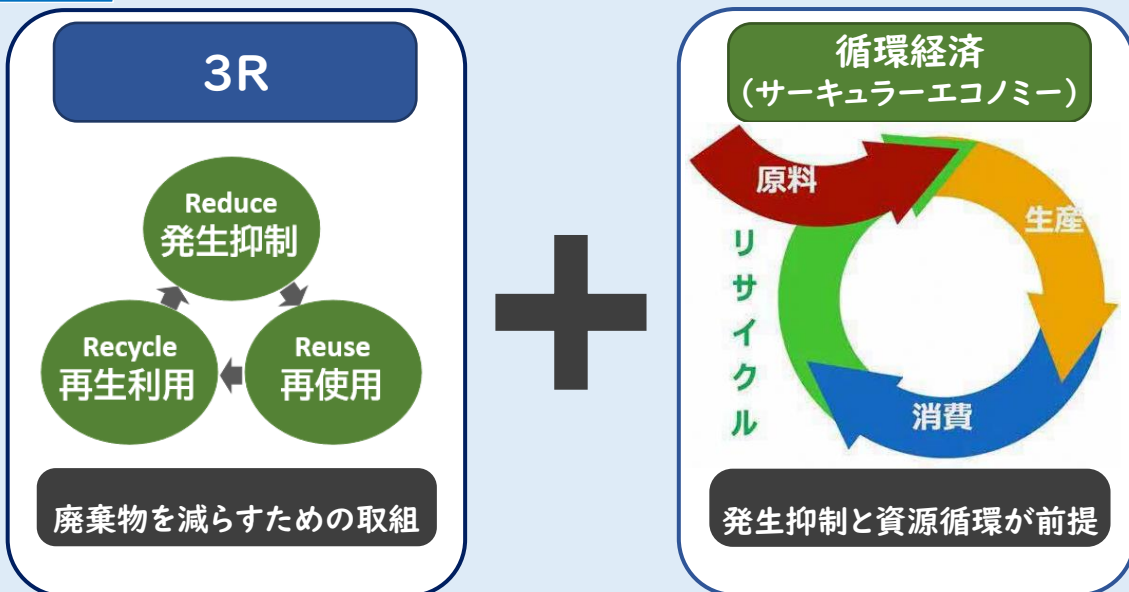 3R
Reduce
発生抑制
Recycle
再生利用
Reuse
再使用
廃棄物を減らすための取組
循環経済
（サーキュラーエコノミー）
原料
生産
消費
リサイクル
発生抑制と資源循環が前提